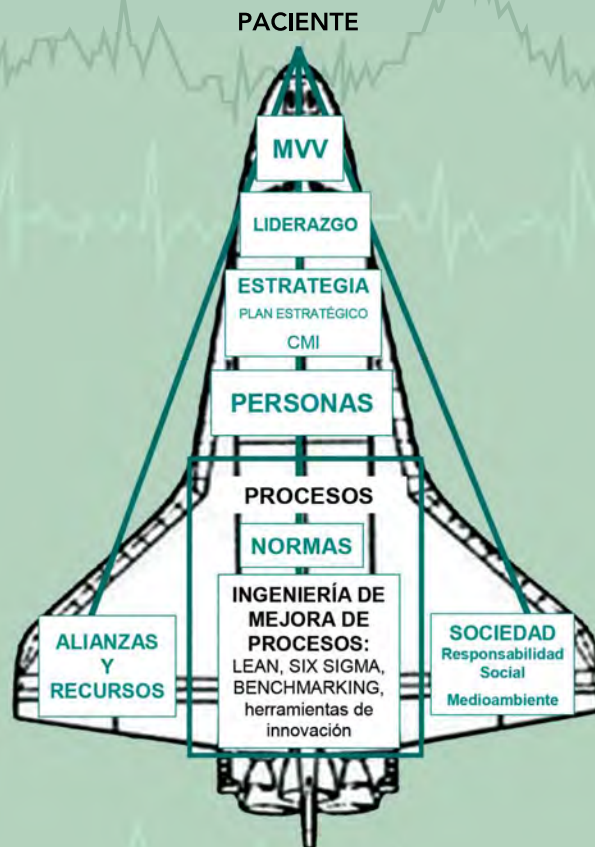 PACIENTE
MVV
LIDERAZGO
ESTRATEGIA
PLAN ESTRATÉGICO
CMI
PERSONAS
PROCESOS
NORMAS
INGENIERÍA DE
MEJORA DE
PROCESOS:
LEAN, SIX SIGMA,
BENCHMARKING,
herramientas de
innovación
ALIANZAS
Y
RECURSOS
SOCIEDAD
Responsabilidad
Social
Medioambiente